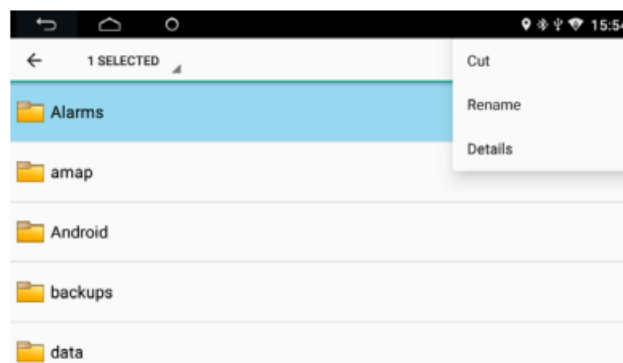 15:54
1 SELECTED
Cut
Alarms
Rename
Details
amap
Android
backups
data